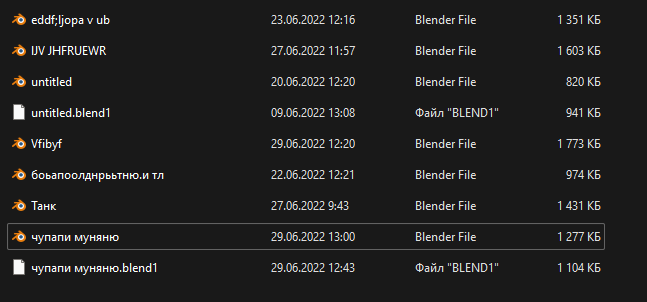 eddf;ljopa v ub 23.06.2022 12:16 Blender File 1 351 КБ
IJV JHFRUEWR 27.06.2022 11:57 Blender File 1 603 КБ
untitled 20.06.2022 12:20 Blender File 820 КБ
untitled.blend1 09.06.2022 13:08 Файл "BLEND1" 941 КБ
Vfibyf 29.06.2022 12:20 Blender File 1 773 КБ
боьапоолднрььтню.и тл 22.06.2022 12:21 Blender File 974 КБ
Танк 27.06.2022 9:43 Blender File 1 431 КБ
чупапи муняню 29.06.2022 13:00 Blender File 1 277 КБ
чупапи муняню.blend1 29.06.2022 12:43 Файл "BLEND1" 1 104 КБ